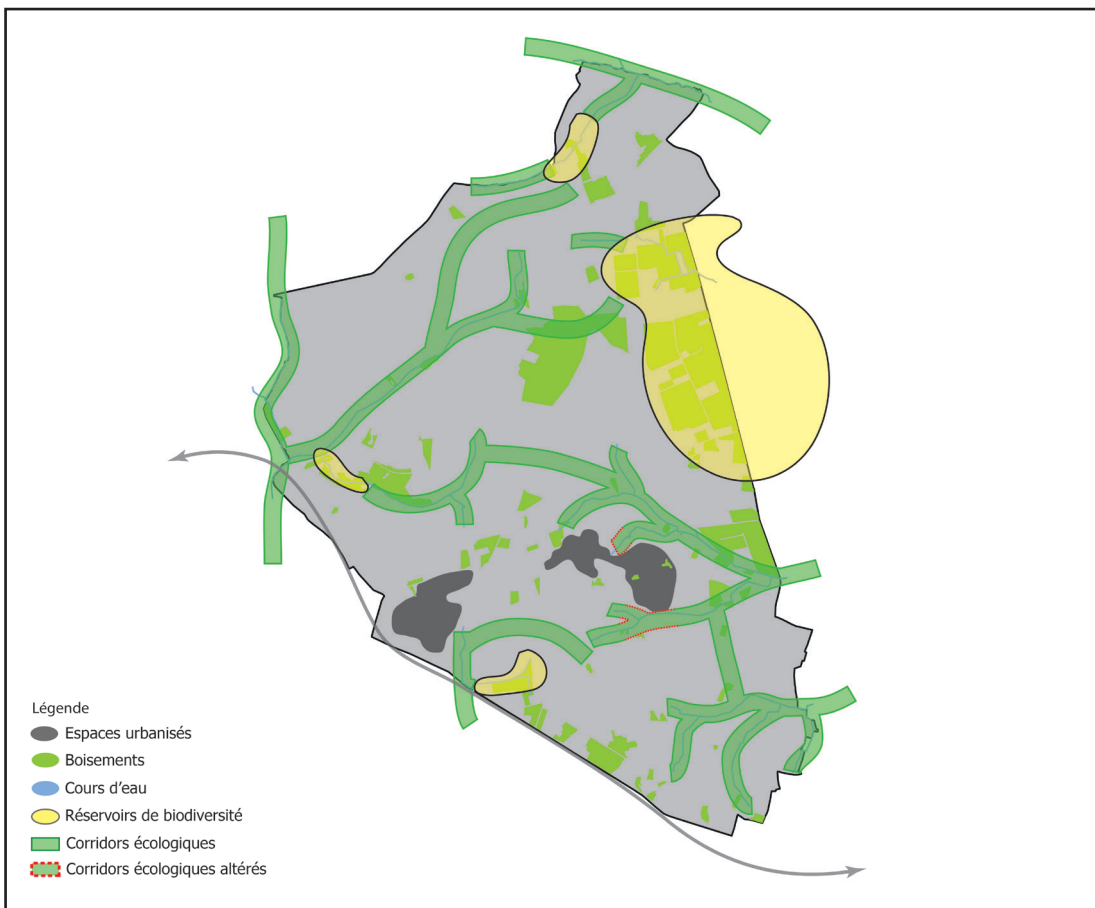 Légende
Espaces urbanisés
Boisements
Cours d'eau
Réservoirs de biodiversité
Corridors écologiques
Corridors écologiques altérés